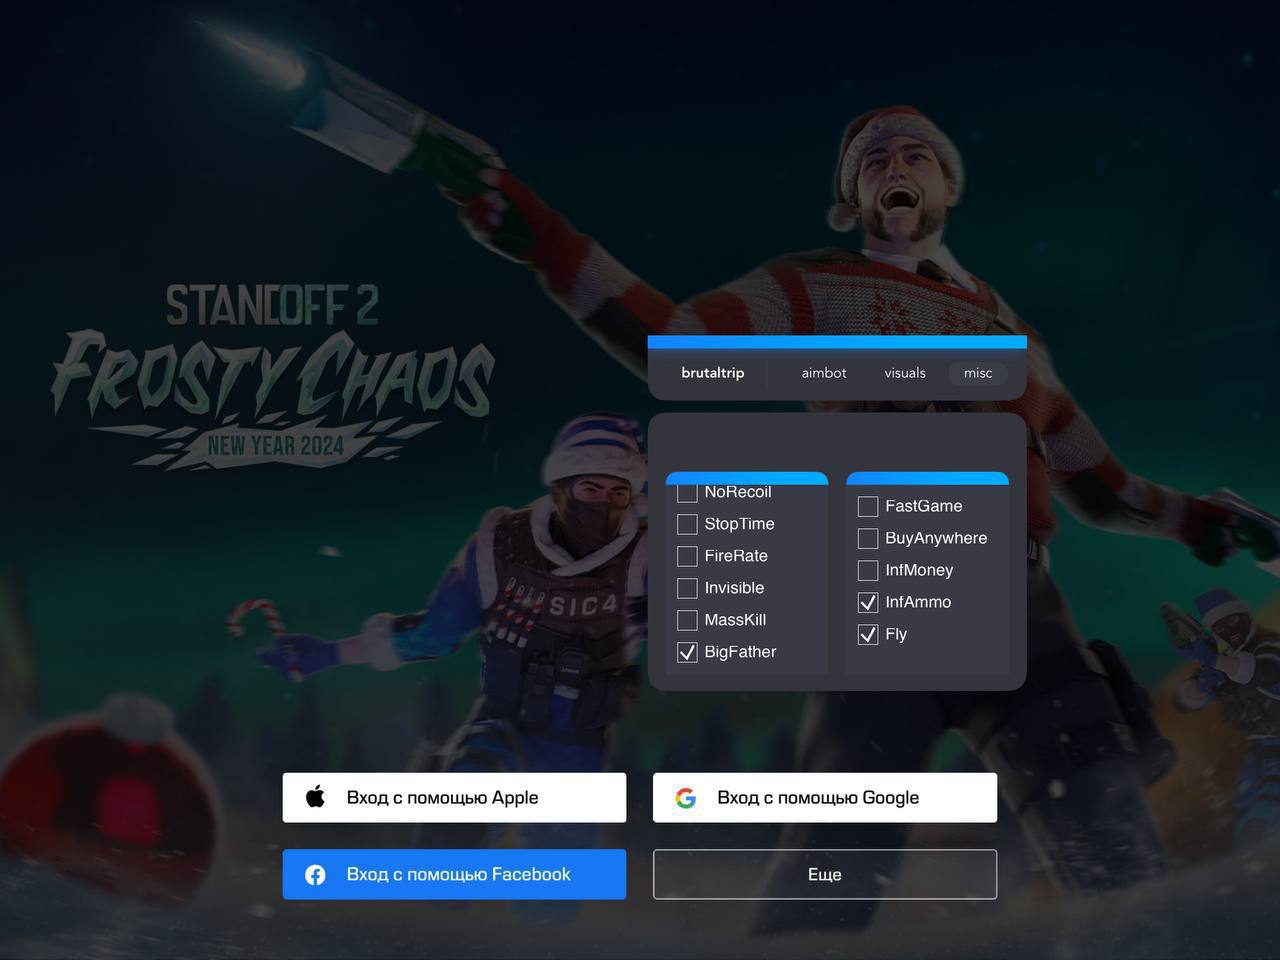 STANDOFF 2
FROSTY CHAOS
NEW YEAR 2024
brutaltrip aimbot visuals misc
NoRecoil
StopTime
FireRate
Invisible
MassKill
BigFather
FastGame
BuyAnywhere
InfMoney
InfAmmo
Fly
SIC4
Вход с помощью Apple
Вход с помощью Google
Вход с помощью Facebook
Еще